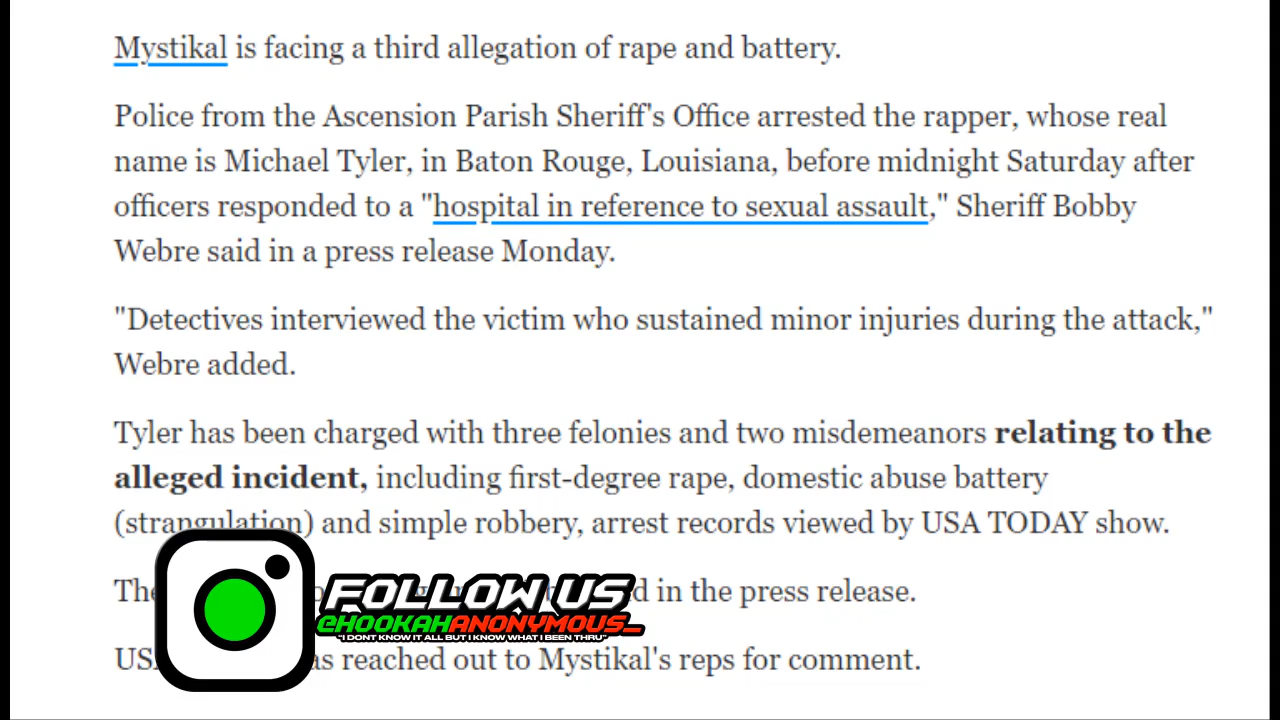 Mystikal is facing a third allegation of rape and battery.
Police from the Ascension Parish Sheriff's Office arrested the rapper, whose real
name is Michael Tyler, in Baton Rouge, Louisiana, before midnight Saturday after
officers responded to a "hospital in reference to sexual assault," Sheriff Bobby
Webre said in a press release Monday.
"Detectives interviewed the victim who sustained minor injuries during the attack,"
Webre added.
Tyler has been charged with three felonies and two misdemeanors relating to the
alleged incident, including first-degree rape, domestic abuse battery
(strangulation) and simple robbery, arrest records viewed by USA TODAY show.
in the press release.
reached out to Mystikal's reps for comment.
FOLLOW US
@HOOKAHANONYMOUS_
"I DONT KNOW IT ALL BUT I KNOW WHAT I BEEN THRU"